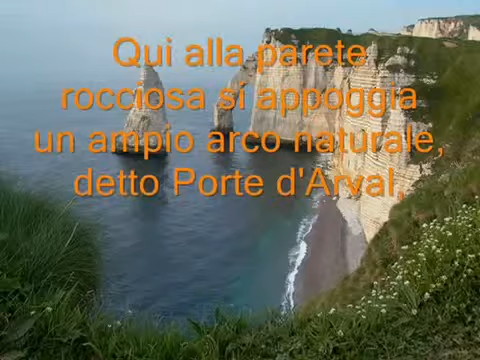 Qui alla parete
rocciosa si appoggia
un ampio arco naturale,
detto Porte d'Arval,